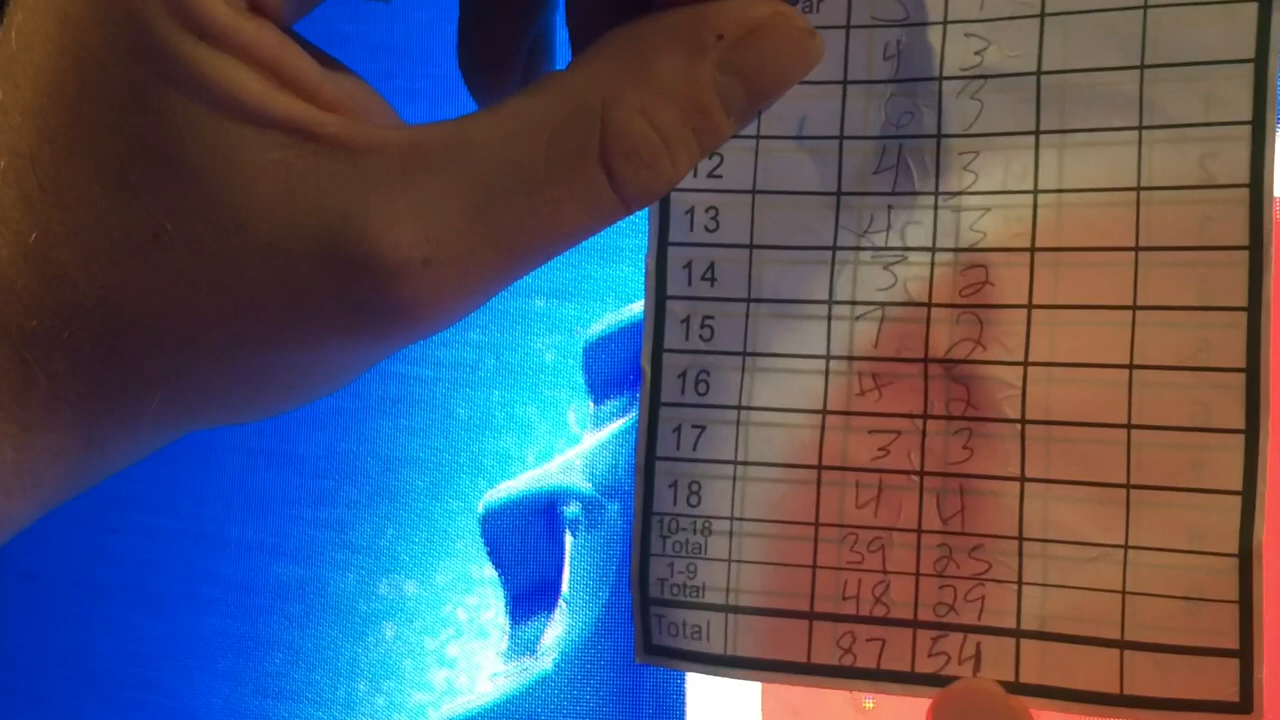 ar
4 3
6 3
12 4 3
13 4 3
14 3 2
15 7 2
16 4 2
17 3 3
18 4 4
10-18
Total 39 25
1-9
Total 48 29
Total 87 54